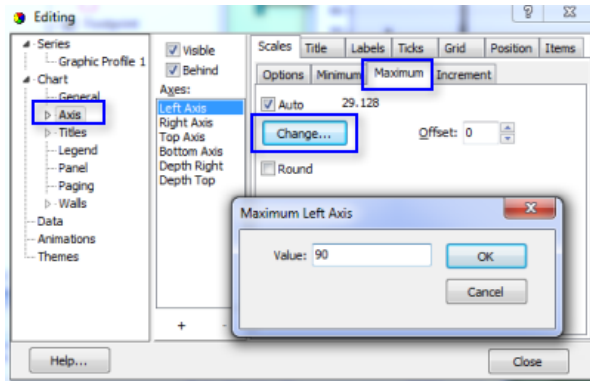 Editing
Series
Graphic Profile 1
Chart
General
Axis
Titles
Legend
Panel
Paging
Walls
Data
Animations
Themes
Visible
Behind
Axes:
Left Axis
Right Axis
Top Axis
Bottom Axis
Depth Right
Depth Top
+ -
Scales Title Labels Ticks Grid Position Items
Options Minimum Maximum Increment
Auto 29.128
Change... Offset: 0
Round
Maximum Left Axis
Value: 90
OK
Cancel
Help... Close